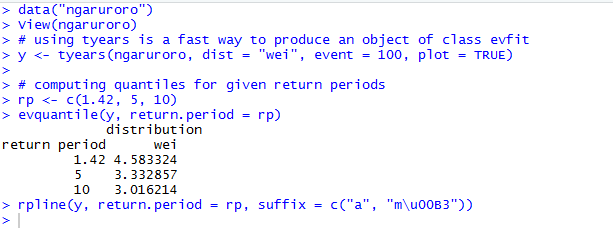 > data("ngaruroro")
> View(ngaruroro)
> # using tyears is a fast way to produce an object of class evfit
> y <- tyears(ngaruroro, dist = "wei", event = 100, plot = TRUE)
>
> # computing quantiles for given return periods
> rp <- c(1.42, 5, 10)
> evquantile(y, return.period = rp)
             distribution
return period      wei
         1.42 4.583324
         5    3.332857
         10   3.016214
> rpline(y, return.period = rp, suffix = c("a", "m\u00B3"))
>